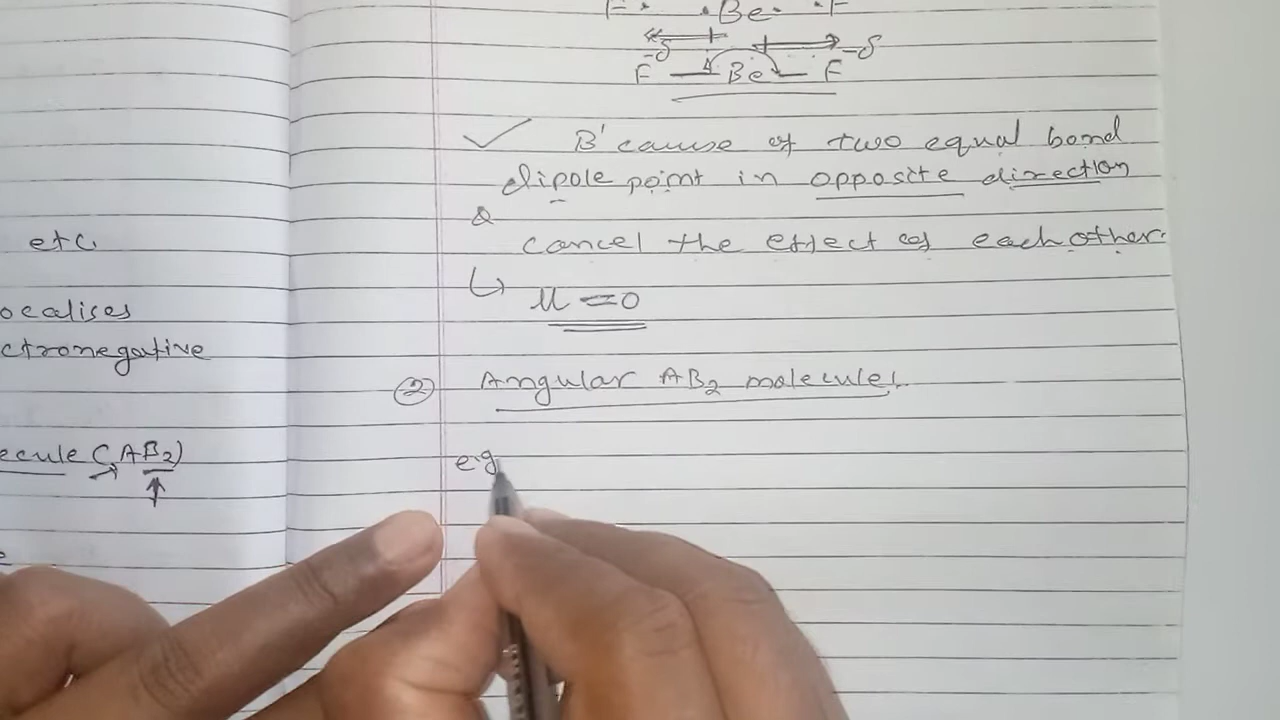 etc.
ocalises
ctronegative
ecule (AB2)
F · · Be · · F
-δ -δ
F — Be — F
✓ B'cause of two equal bond
dipole point in opposite direction
&
cancel the effect of each other.
↳ μ = 0
② Angular AB2 molecule!
e.g